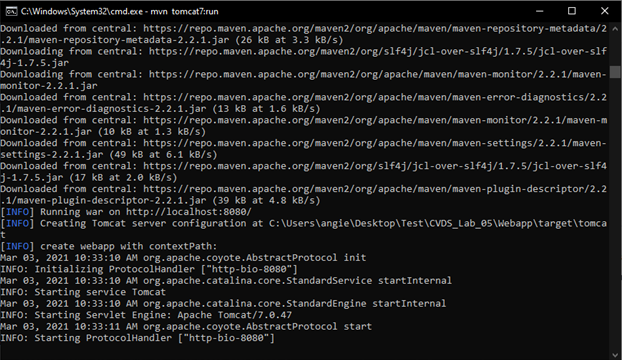 C:\Windows\System32\cmd.exe - mvn tomcat7:run
Downloaded from central: https://repo.maven.apache.org/maven2/org/apache/maven/maven-repository-metadata/2
.2.1/maven-repository-metadata-2.2.1.jar (26 kB at 3.3 kB/s)
Downloading from central: https://repo.maven.apache.org/maven2/org/slf4j/jcl-over-slf4j/1.7.5/jcl-over-slf
4j-1.7.5.jar
Downloading from central: https://repo.maven.apache.org/maven2/org/apache/maven/maven-monitor/2.2.1/maven-
monitor-2.2.1.jar
Downloaded from central: https://repo.maven.apache.org/maven2/org/apache/maven/maven-error-diagnostics/2.2
.1/maven-error-diagnostics-2.2.1.jar (13 kB at 1.6 kB/s)
Downloaded from central: https://repo.maven.apache.org/maven2/org/apache/maven/maven-monitor/2.2.1/maven-m
onitor-2.2.1.jar (10 kB at 1.3 kB/s)
Downloaded from central: https://repo.maven.apache.org/maven2/org/apache/maven/maven-settings/2.2.1/maven-
settings-2.2.1.jar (49 kB at 6.1 kB/s)
Downloaded from central: https://repo.maven.apache.org/maven2/org/slf4j/jcl-over-slf4j/1.7.5/jcl-over-slf4
j-1.7.5.jar (17 kB at 2.0 kB/s)
Downloaded from central: https://repo.maven.apache.org/maven2/org/apache/maven/maven-plugin-descriptor/2.2
.1/maven-plugin-descriptor-2.2.1.jar (39 kB at 4.8 kB/s)
[INFO] Running war on http://localhost:8080/
[INFO] Creating Tomcat server configuration at C:\Users\angie\Desktop\Test\CVDS_Lab_05\Webapp\target\tomca
t
[INFO] create webapp with contextPath:
Mar 03, 2021 10:33:10 AM org.apache.coyote.AbstractProtocol init
INFO: Initializing ProtocolHandler ["http-bio-8080"]
Mar 03, 2021 10:33:10 AM org.apache.catalina.core.StandardService startInternal
INFO: Starting service Tomcat
Mar 03, 2021 10:33:10 AM org.apache.catalina.core.StandardEngine startInternal
INFO: Starting Servlet Engine: Apache Tomcat/7.0.47
Mar 03, 2021 10:33:11 AM org.apache.coyote.AbstractProtocol start
INFO: Starting ProtocolHandler ["http-bio-8080"]